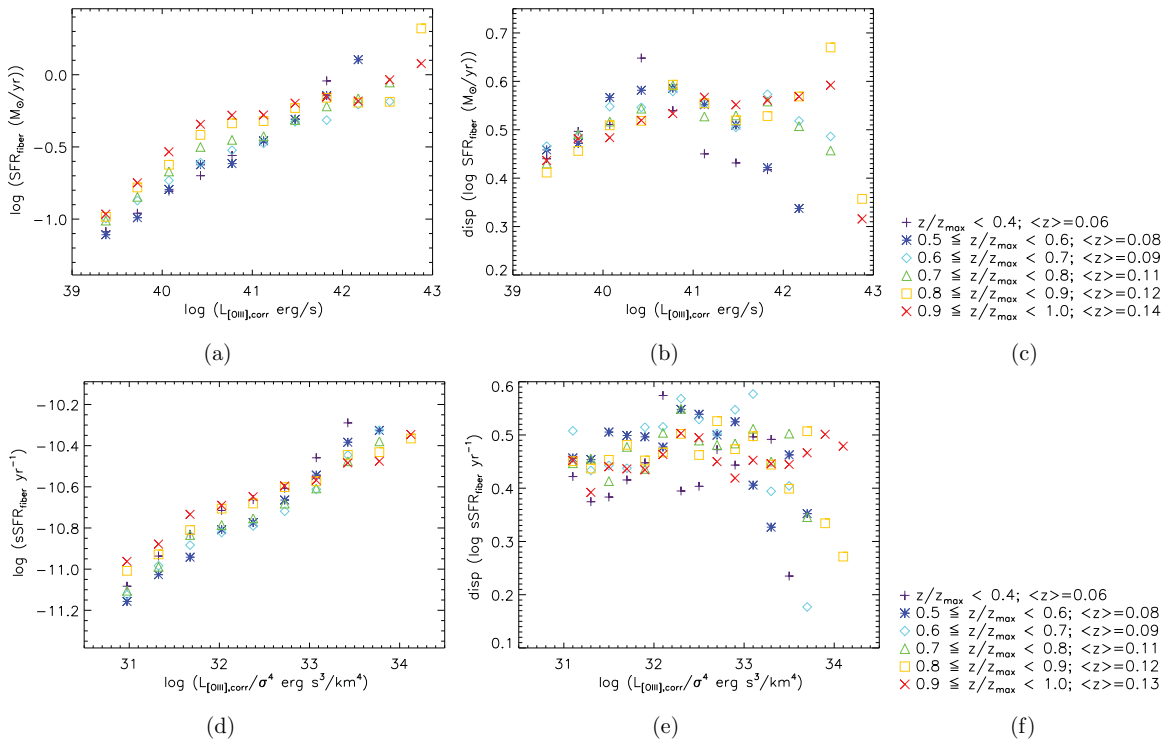 log (SFR_fiber (M_⊙/yr))
0.0
−0.5
−1.0
39 40 41 42 43
log (L_[OIII],corr erg/s)
(a)
disp (log SFR_fiber (M_⊙/yr))
0.7
0.6
0.5
0.4
0.3
0.2
39 40 41 42 43
log (L_[OIII],corr erg/s)
(b)
z/z_max < 0.4; <z>=0.06
0.5 ≦ z/z_max < 0.6; <z>=0.08
0.6 ≦ z/z_max < 0.7; <z>=0.09
0.7 ≦ z/z_max < 0.8; <z>=0.11
0.8 ≦ z/z_max < 0.9; <z>=0.12
0.9 ≦ z/z_max < 1.0; <z>=0.14
(c)
log (sSFR_fiber yr⁻¹)
−10.2
−10.4
−10.6
−10.8
−11.0
−11.2
31 32 33 34
log (L_[OIII],corr/σ⁴ erg s³/km⁴)
(d)
disp (log sSFR_fiber yr⁻¹)
0.6
0.5
0.4
0.3
0.2
0.1
31 32 33 34
log (L_[OIII],corr/σ⁴ erg s³/km⁴)
(e)
z/z_max < 0.4; <z>=0.06
0.5 ≦ z/z_max < 0.6; <z>=0.08
0.6 ≦ z/z_max < 0.7; <z>=0.09
0.7 ≦ z/z_max < 0.8; <z>=0.11
0.8 ≦ z/z_max < 0.9; <z>=0.12
0.9 ≦ z/z_max < 1.0; <z>=0.13
(f)